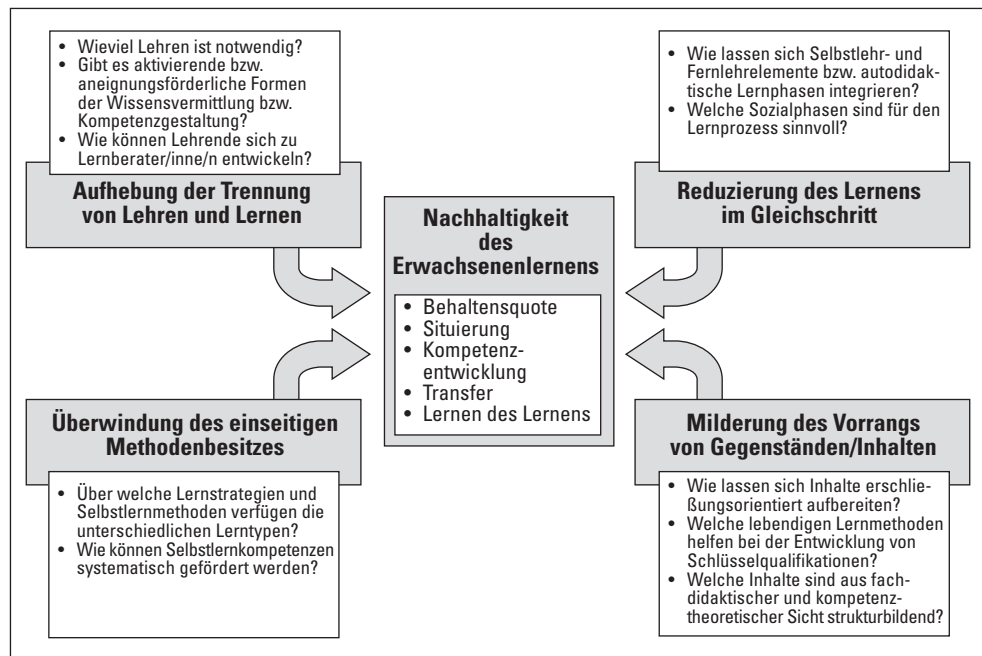 • Wieviel Lehren ist notwendig?
• Gibt es aktivierende bzw.
aneignungsförderliche Formen
der Wissensvermittlung bzw.
Kompetenzgestaltung?
• Wie können Lehrende sich zu
Lernberater/inne/n entwickeln?
Aufhebung der Trennung
von Lehren und Lernen
• Wie lassen sich Selbstlehr- und
Fernlehrelemente bzw. autodidak-
tische Lernphasen integrieren?
• Welche Sozialphasen sind für den
Lernprozess sinnvoll?
Reduzierung des Lernens
im Gleichschritt
Nachhaltigkeit
des
Erwachsenenlernens
• Behaltensquote
• Situierung
• Kompetenz-
entwicklung
• Transfer
• Lernen des Lernens
Überwindung des einseitigen
Methodenbesitzes
• Über welche Lernstrategien und
Selbstlernmethoden verfügen die
unterschiedlichen Lerntypen?
• Wie können Selbstlernkompetenzen
systematisch gefördert werden?
Milderung des Vorrangs
von Gegenständen/Inhalten
• Wie lassen sich Inhalte erschlie-
ßungsorientiert aufbereiten?
• Welche lebendigen Lernmethoden
helfen bei der Entwicklung von
Schlüsselqualifikationen?
• Welche Inhalte sind aus fach-
didaktischer und kompetenz-
theoretischer Sicht strukturbildend?